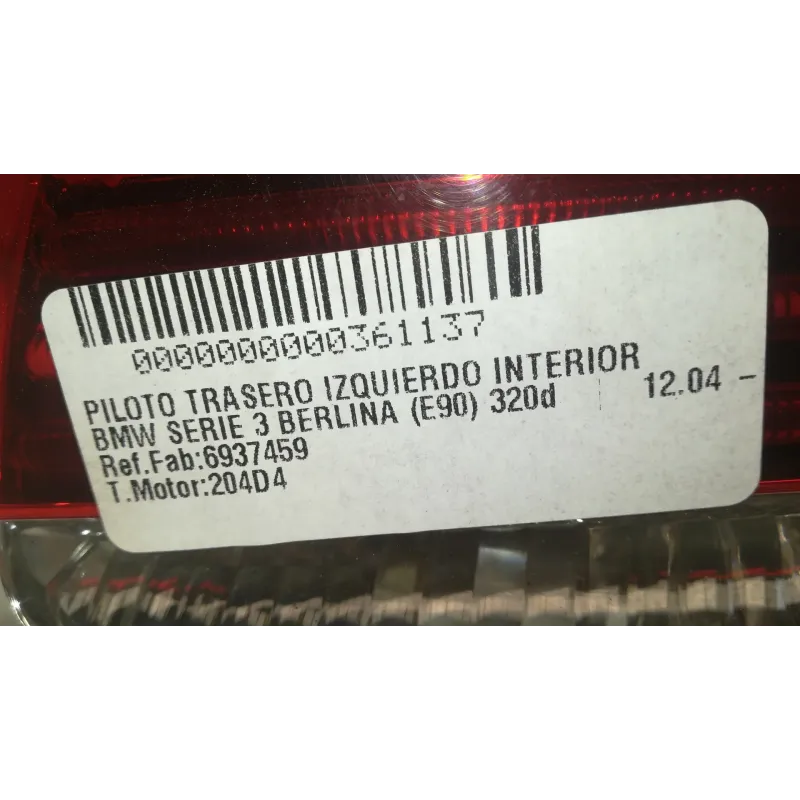 0000000000361137
PILOTO TRASERO IZQUIERDO INTERIOR
BMW SERIE 3 BERLINA (E90) 320d 12.04 -
Ref.Fab:6937459
T.Motor:204D4